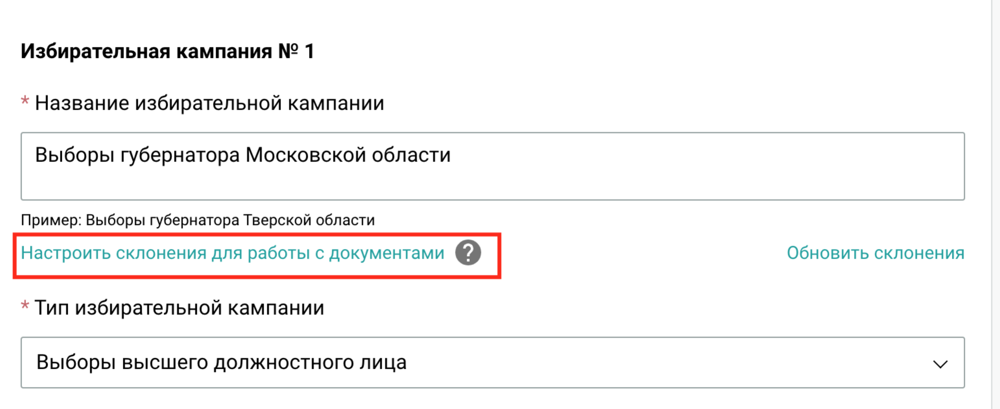 Избирательная кампания № 1
* Название избирательной кампании
Выборы губернатора Московской области
Пример: Выборы губернатора Тверской области
Настроить склонения для работы с документами ? Обновить склонения
* Тип избирательной кампании
Выборы высшего должностного лица